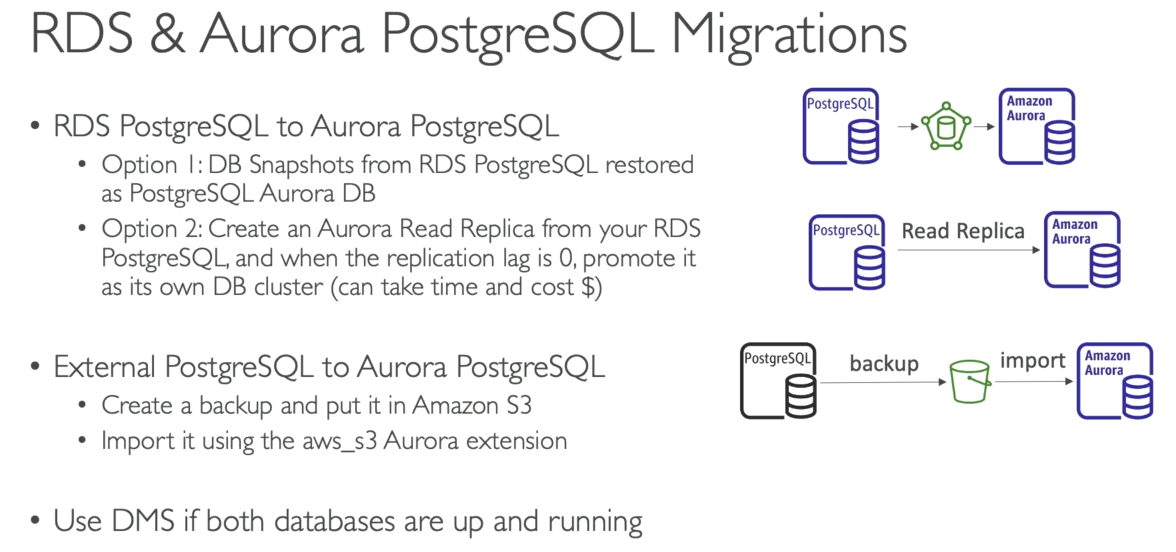 RDS & Aurora PostgreSQL Migrations
• RDS PostgreSQL to Aurora PostgreSQL
• Option 1: DB Snapshots from RDS PostgreSQL restored
as PostgreSQL Aurora DB
• Option 2: Create an Aurora Read Replica from your RDS
PostgreSQL, and when the replication lag is 0, promote it
as its own DB cluster (can take time and cost $)
• External PostgreSQL to Aurora PostgreSQL
• Create a backup and put it in Amazon S3
• Import it using the aws_s3 Aurora extension
• Use DMS if both databases are up and running
PostgreSQL
Amazon
Aurora
PostgreSQL
Read Replica
Amazon
Aurora
PostgreSQL
backup
import
Amazon
Aurora